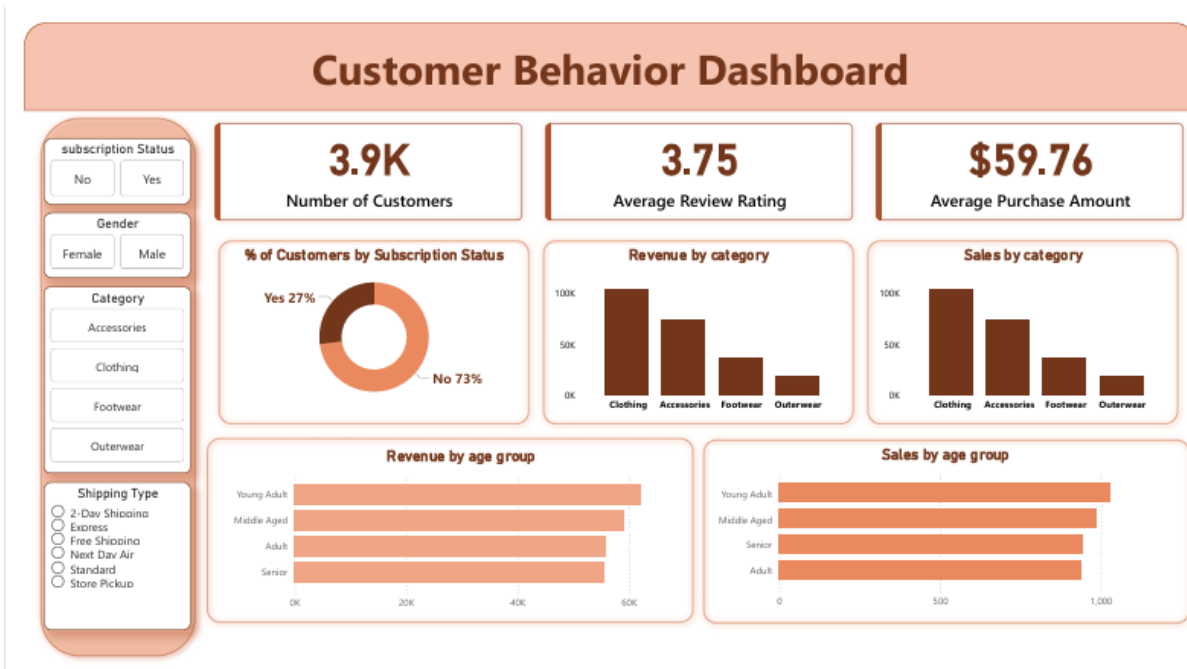 Customer Behavior Dashboard
subscription Status
No Yes
Gender
Female Male
Category
Accessories
Clothing
Footwear
Outerwear
Shipping Type
2-Day Shipping
Express
Free Shipping
Next Day Air
Standard
Store Pickup
3.9K
Number of Customers
3.75
Average Review Rating
$59.76
Average Purchase Amount
% of Customers by Subscription Status
Yes 27%
No 73%
Revenue by category
100K
50K
0K
Clothing Accessories Footwear Outerwear
Sales by category
100K
50K
0K
Clothing Accessories Footwear Outerwear
Revenue by age group
Young Adult
Middle Aged
Adult
Senior
0K 20K 40K 60K
Sales by age group
Young Adult
Middle Aged
Senior
Adult
0 500 1,000